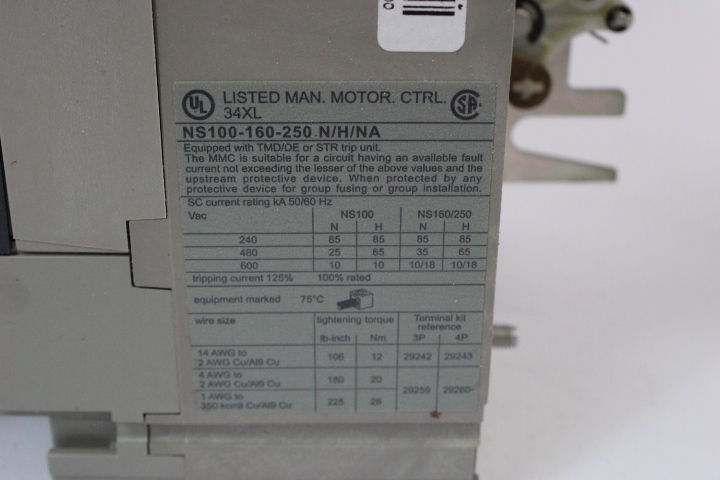 UL LISTED MAN. MOTOR. CTRL. SA
34XL
NS100-160-250 N/H/NA
Equipped with TMD/DE or STR trip unit.
The MMC is suitable for a circuit having an available fault
current not exceeding the lesser of the above values and the
upstream protective device. When protected by any
protective device for group fusing or group installation.
SC current rating kA 50/60 Hz
Vac NS100 NS160/250
N H N H
240 85 85 85 85
480 25 65 35 65
600 10 10 10/18 10/18
tripping current 125% 100% rated
equipment marked 75°C
wire size tightening torque Terminal kit
reference
lb-inch Nm 3P 4P
14 AWG to
2 AWG Cu/Al9 Cu 106 12 29242 29243
4 AWG to
2 AWG Cu/Al9 Cu 180 20
29259 29260
1 AWG to
350 kcmil Cu/Al9 Cu 225 26